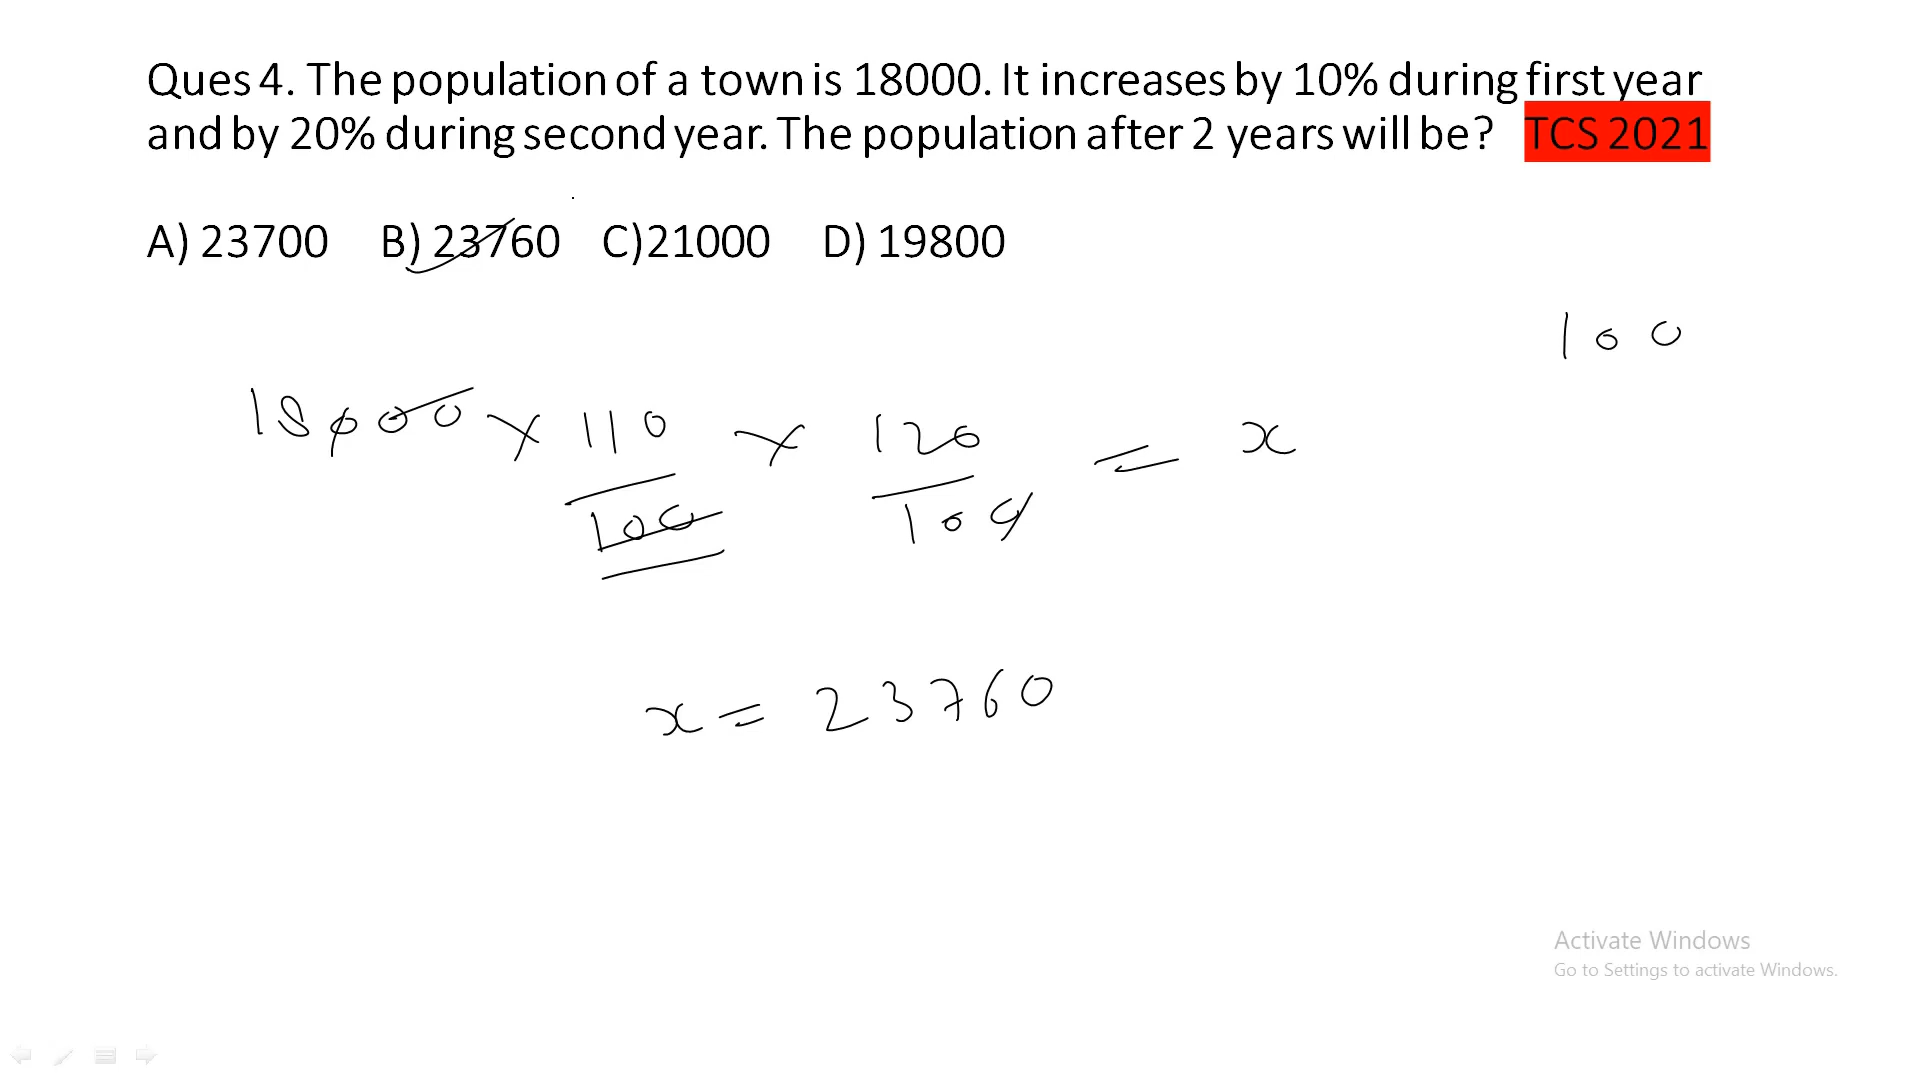 Ques 4. The population of a town is 18000. It increases by 10% during first year
and by 20% during second year. The population after 2 years will be? TCS 2021
A) 23700 B) 23760 C)21000 D) 19800
100
18000 × 110/100 × 120/100 = x
x = 23760
Activate Windows
Go to Settings to activate Windows.